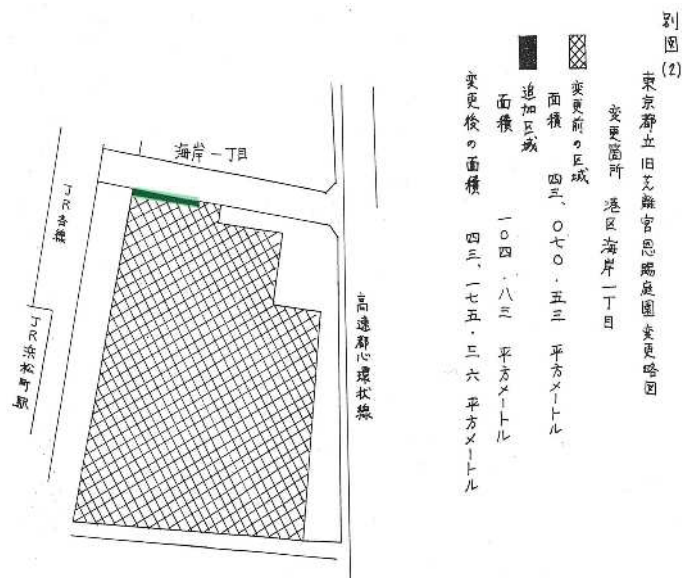 別図(2)
東京都立旧芝離宮恩賜庭園変更略図
変更箇所 港区海岸一丁目
変更前の区域
面積 四三、〇七〇・五三 平方メートル
追加区域
面積 一〇四・八三 平方メートル
変更後の面積 四三、一七五・三六 平方メートル
海岸一丁目
JR各線
JR浜松町駅
高速都心環状線